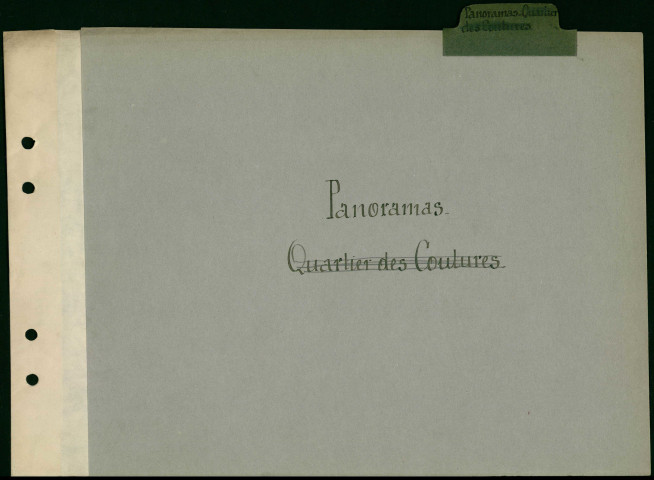 Panoramas Quartier
des Coutures
Panoramas.
Quartier des Coutures